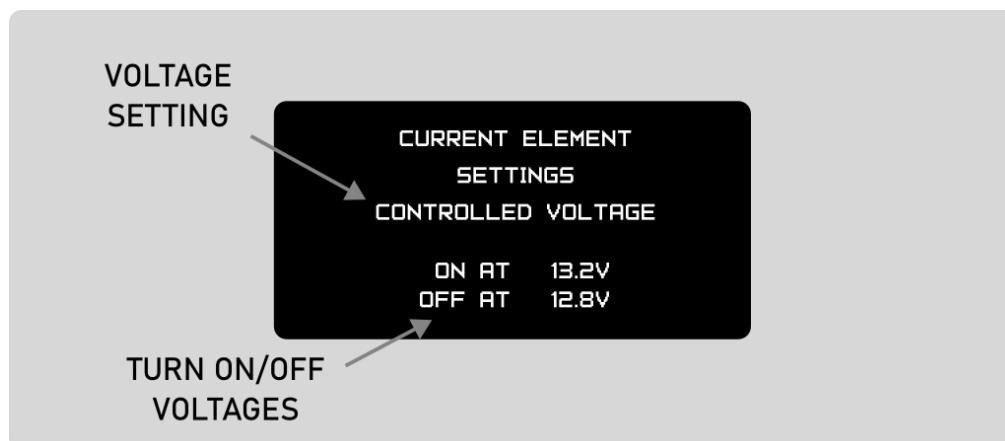 VOLTAGE
SETTING
CURRENT ELEMENT
SETTINGS
CONTROLLED VOLTAGE
ON AT 13.2V
OFF AT 12.8V
TURN ON/OFF
VOLTAGES